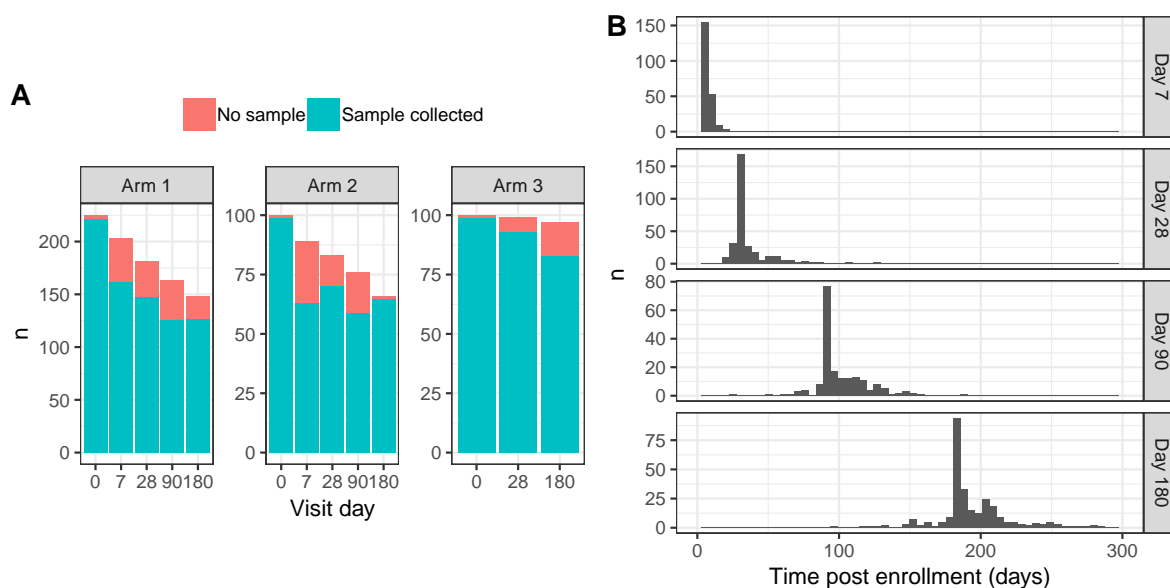 A
No sample
Sample collected
Arm 1
Arm 2
Arm 3
n
200
150
100
50
0
100
75
50
25
0
100
75
50
25
0
0 7 28 90 180
0 7 28 90 180
0 28 180
Visit day
B
n
150
100
50
0
Day 7
150
100
50
0
Day 28
80
60
40
20
0
Day 90
75
50
25
0
Day 180
0 100 200 300
Time post enrollment (days)